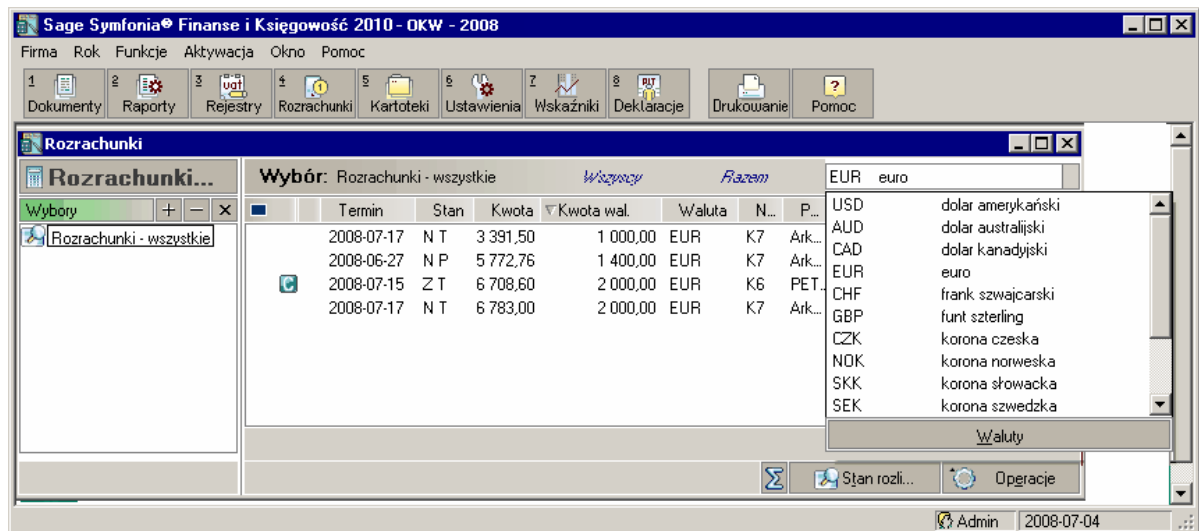 Sage Symfonia® Finanse i Księgowość 2010 - OKW - 2008
Firma Rok Funkcje Aktywacja Okno Pomoc
1 2 3 4 5 6 7 8
Dokumenty Raporty Rejestry Rozrachunki Kartoteki Ustawienia Wskaźniki Deklaracje Drukowanie Pomoc
Rozrachunki
Rozrachunki... Wybór: Rozrachunki - wszystkie Wszyscy Razem EUR euro
Wybory Termin Stan Kwota Kwota wal. Waluta N... P...
Rozrachunki - wszystkie
2008-07-17 N T 3 391,50 1 000,00 EUR K7 Ark...
2008-06-27 N P 5 772,76 1 400,00 EUR K7 Ark...
C 2008-07-15 Z T 6 708,60 2 000,00 EUR K6 PET...
2008-07-17 N T 6 783,00 2 000,00 EUR K7 Ark...
USD dolar amerykański
AUD dolar australijski
CAD dolar kanadyjski
EUR euro
CHF frank szwajcarski
GBP funt szterling
CZK korona czeska
NOK korona norweska
SKK korona słowacka
SEK korona szwedzka
Waluty
Σ Stan rozli... Operacje
Admin 2008-07-04